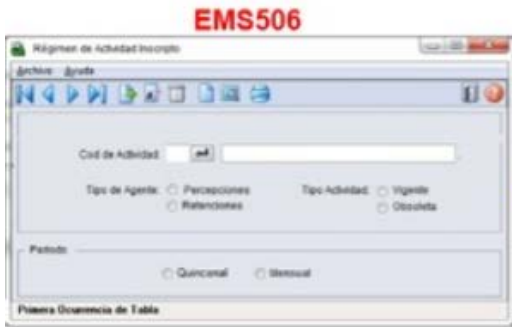 EMS506
Régimen de Actividad Inscripto
Archivo Ayuda
Cod de Actividad:
Tipo de Agente: Percepciones Tipo Actividad: Vigente
Retenciones Obsoleta
Periodo
Quincenal Mensual
Primera Ocurrencia de Tabla